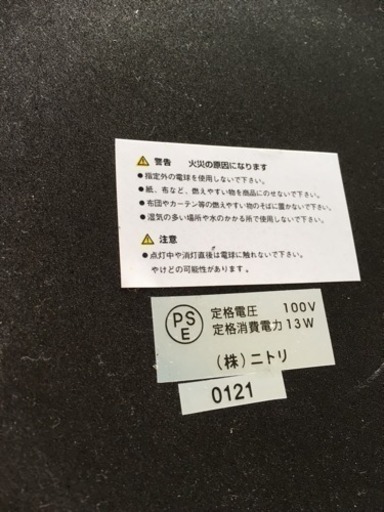 ⚠ 警告 火災の原因になります
●指定外の電球を使用しないで下さい。
●紙、布など、燃えやすい物を商品にのせないで下さい。
●布団やカーテン等の燃えやすい物のそばに置かないで下さい。
●湿気の多い場所や水のかかる所で使用しないで下さい。
⚠ 注意
●点灯中や消灯直後は電球に触れないで下さい。
やけどの可能性があります。
PS
E
定格電圧 100V
定格消費電力 13W
(株)ニトリ
0121